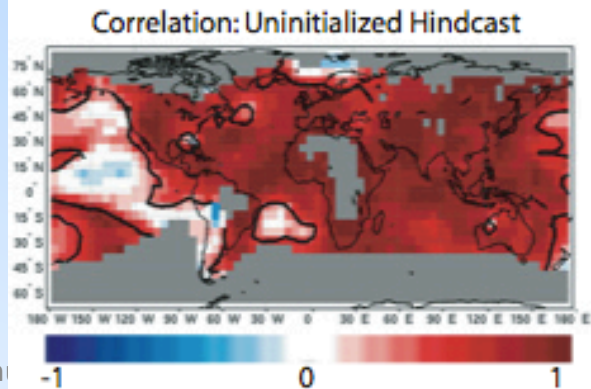 Correlation: Uninitialized Hindcast
75° N
60° N
45° N
30° N
15° N
0°
15° S
30° S
45° S
60° S
180 W 150 W 120 W 90 W 60 W 30 W 0 30 E 60 E 90 E 120 E 150 E 180 E
-1 0 1